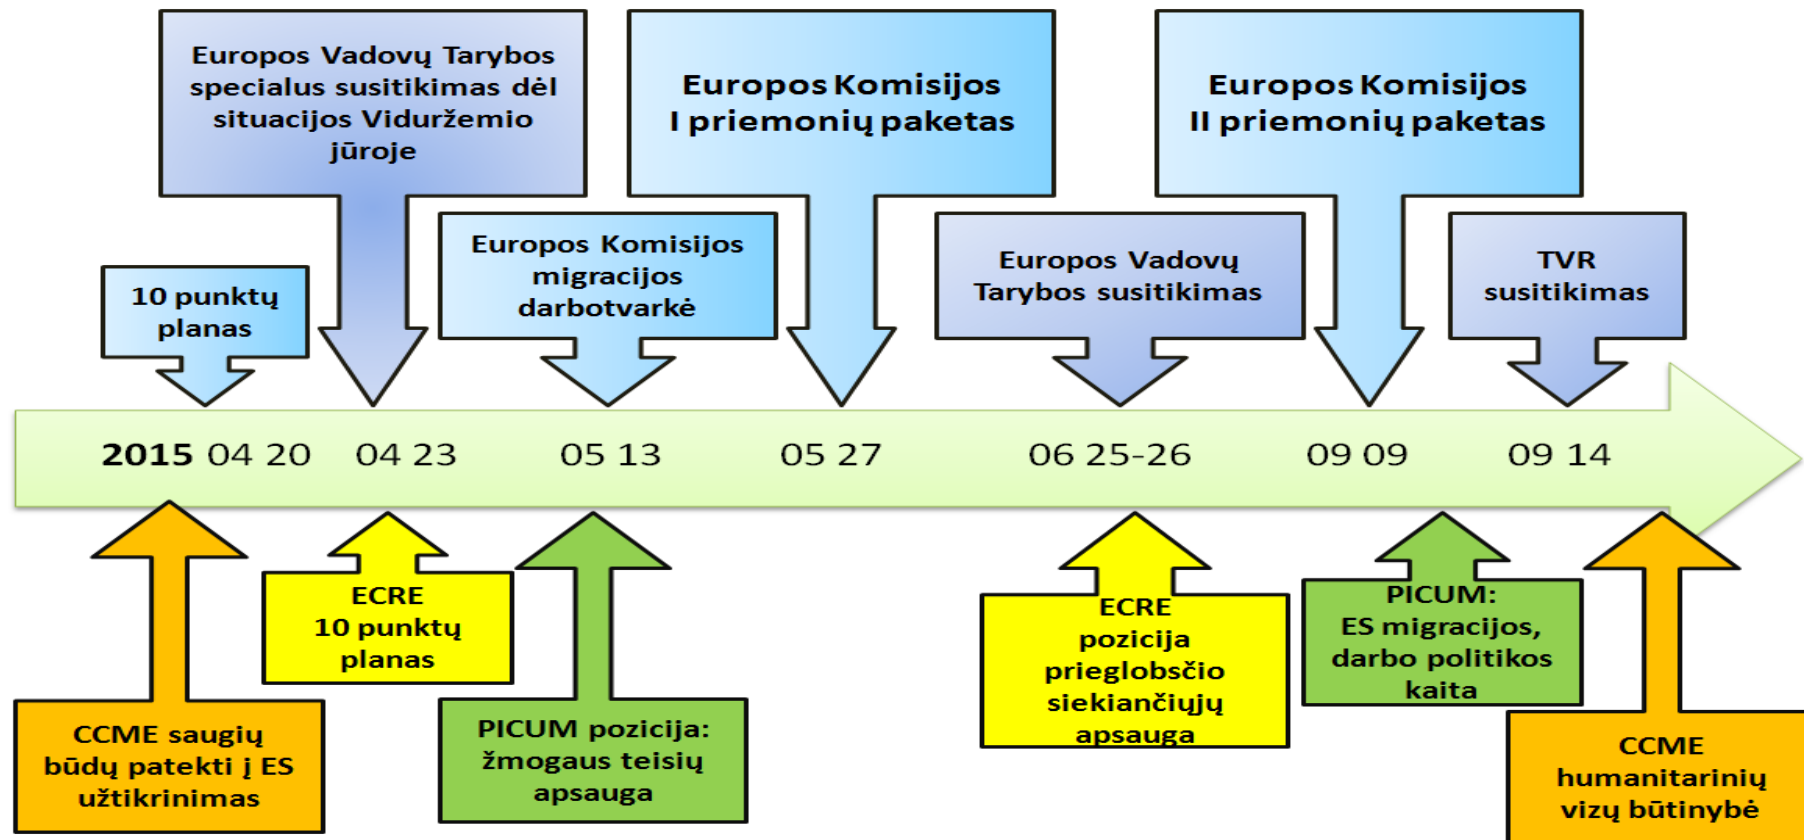 Europos Vadovų Tarybos
specialus susitikimas dėl
situacijos Viduržemio
jūroje
Europos Komisijos
I priemonių paketas
Europos Komisijos
II priemonių paketas
10 punktų
planas
Europos Komisijos
migracijos
darbotvarkė
Europos Vadovų
Tarybos susitikimas
TVR
susitikimas
2015 04 20 04 23 05 13 05 27 06 25-26 09 09 09 14
CCME saugių
būdų patekti į ES
užtikrinimas
ECRE
10 punktų
planas
PICUM pozicija:
žmogaus teisių
apsauga
ECRE
pozicija
prieglobsčio
siekiančiųjų
apsauga
PICUM:
ES migracijos,
darbo politikos
kaita
CCME
humanitarinių
vizų būtinybė